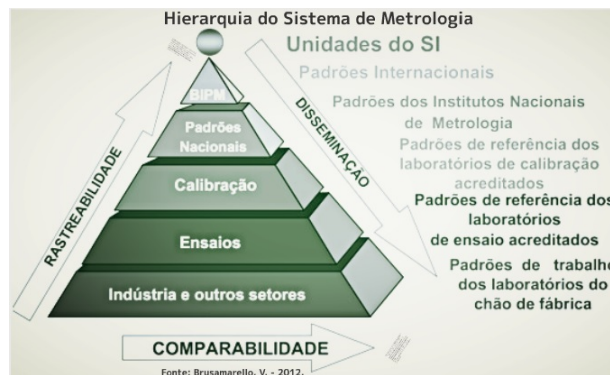 Hierarquia do Sistema de Metrologia
Unidades do SI
Padrões Internacionais
BIPM
Padrões dos Institutos Nacionais
de Metrologia
Padrões
Nacionais
Padrões de referência dos
laboratórios de calibração
acreditados
Calibração
Padrões de referência dos
laboratórios
de ensaio acreditados
Ensaios
Padrões de trabalho
dos laboratórios do
chão de fábrica
Indústria e outros setores
RASTREABILIDADE
DISSEMINAÇÃO
COMPARABILIDADE
Fonte: Brusamarello, V. - 2012.